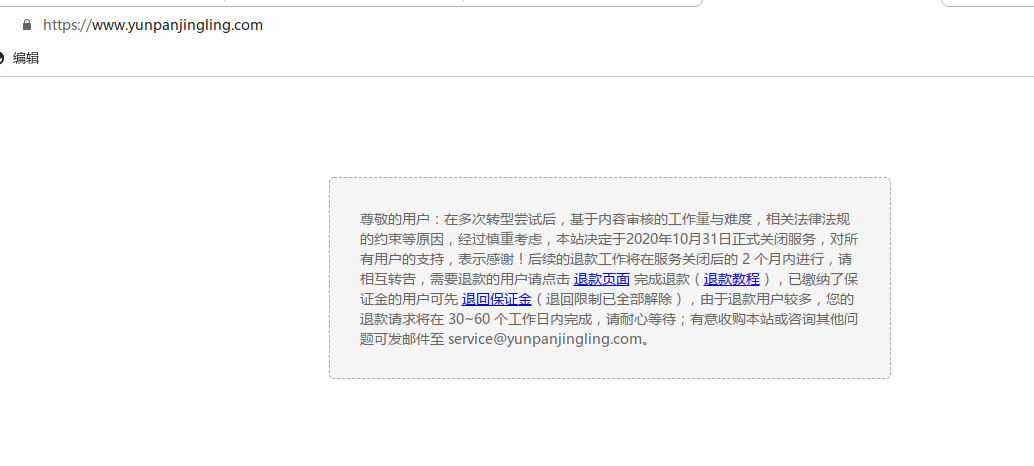 https://www.yunpanjingling.com
编辑
尊敬的用户：在多次转型尝试后，基于内容审核的工作量与难度，相关法律法规
的约束等原因，经过慎重考虑，本站决定于2020年10月31日正式关闭服务，对所
有用户的支持，表示感谢！后续的退款工作将在服务关闭后的 2 个月内进行，请
相互转告，需要退款的用户请点击 退款页面 完成退款（退款教程），已缴纳了保
证金的用户可先 退回保证金（退回限制已全部解除），由于退款用户较多，您的
退款请求将在 30~60 个工作日内完成，请耐心等待；有意收购本站或咨询其他问
题可发邮件至 service@yunpanjingling.com。